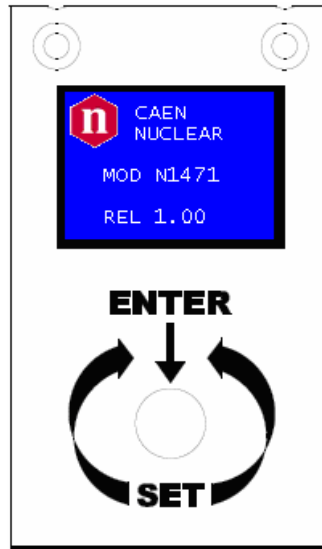 n CAEN
NUCLEAR
MOD N1471
REL 1.00
ENTER
SET